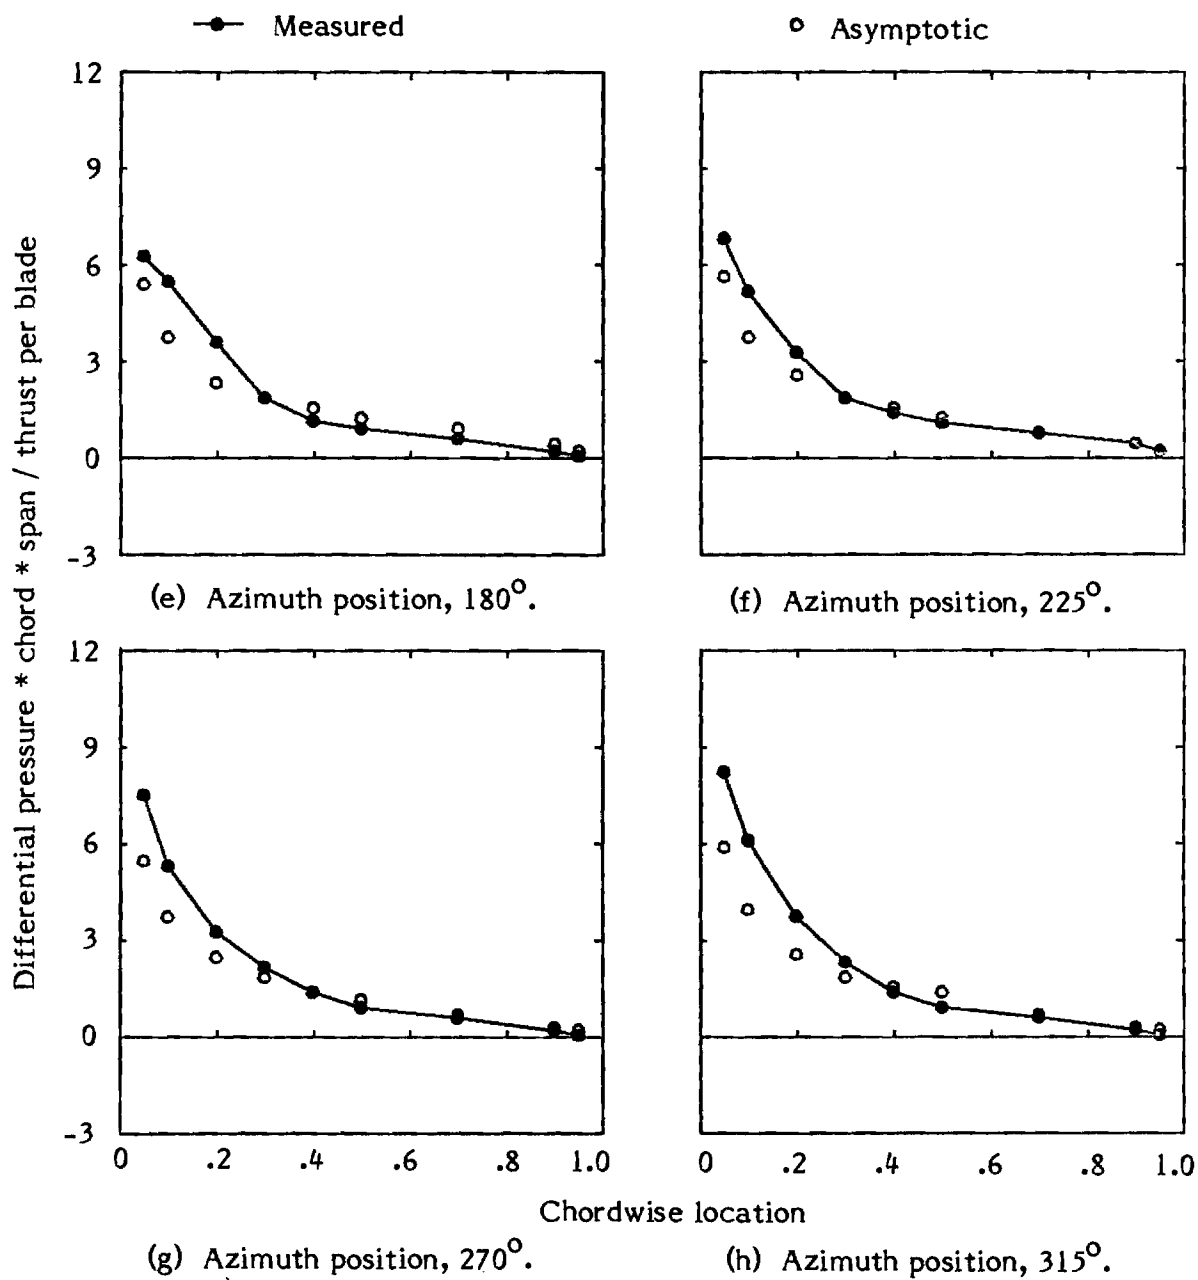 Measured
Asymptotic
Differential pressure * chord * span / thrust per blade
12
9
6
3
0
-3
(e) Azimuth position, 180°.
(f) Azimuth position, 225°.
12
9
6
3
0
-3
0 .2 .4 .6 .8 1.0
0 .2 .4 .6 .8 1.0
Chordwise location
(g) Azimuth position, 270°.
(h) Azimuth position, 315°.